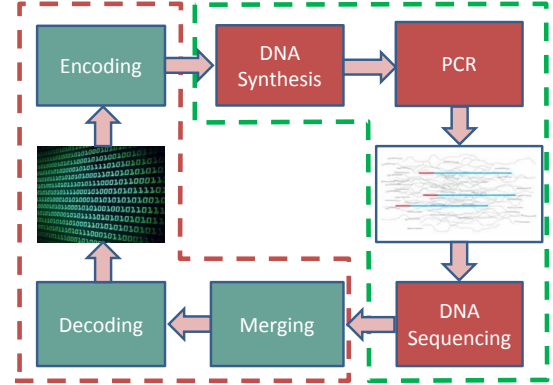 Encoding
DNA
Synthesis
PCR
Decoding
Merging
DNA
Sequencing